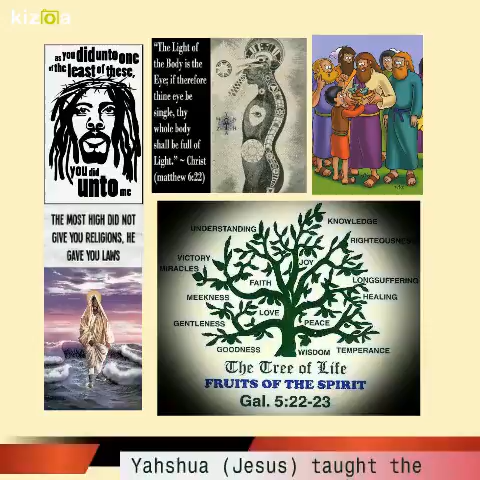 kizoa
as you did unto one
of the least of these,
you did
unto me
"The Light of
the Body is the
Eye; if therefore
thine eye be
single, thy
whole body
shall be full of
Light." ~ Christ
(matthew 6:22)
THE MOST HIGH DID NOT
GIVE YOU RELIGIONS, HE
GAVE YOU LAWS
UNDERSTANDING
KNOWLEDGE
RIGHTEOUSNESS
VICTORY
MIRACLES
JOY
FAITH
LONGSUFFERING
MEEKNESS
HEALING
LOVE
GENTLENESS
PEACE
GOODNESS
WISDOM
TEMPERANCE
The Tree of Life
FRUITS OF THE SPIRIT
Gal. 5:22-23
Yahshua (Jesus) taught the